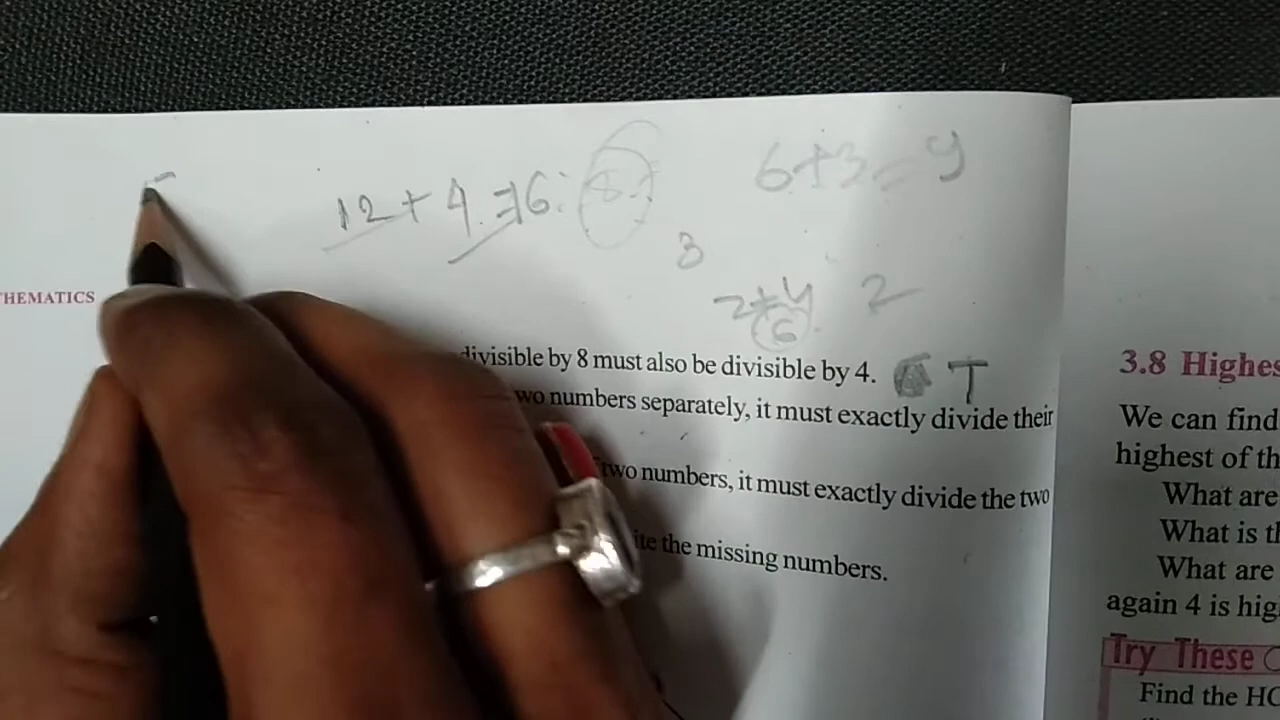 6+3=9
12+4=16
8
3
2+4
6
2
THEMATICS
divisible by 8 must also be divisible by 4. T
wo numbers separately, it must exactly divide their
two numbers, it must exactly divide the two
ite the missing numbers.
3.8 Highes
We can find
highest of th
What are
What is th
What are
again 4 is hig
Try These
Find the HC